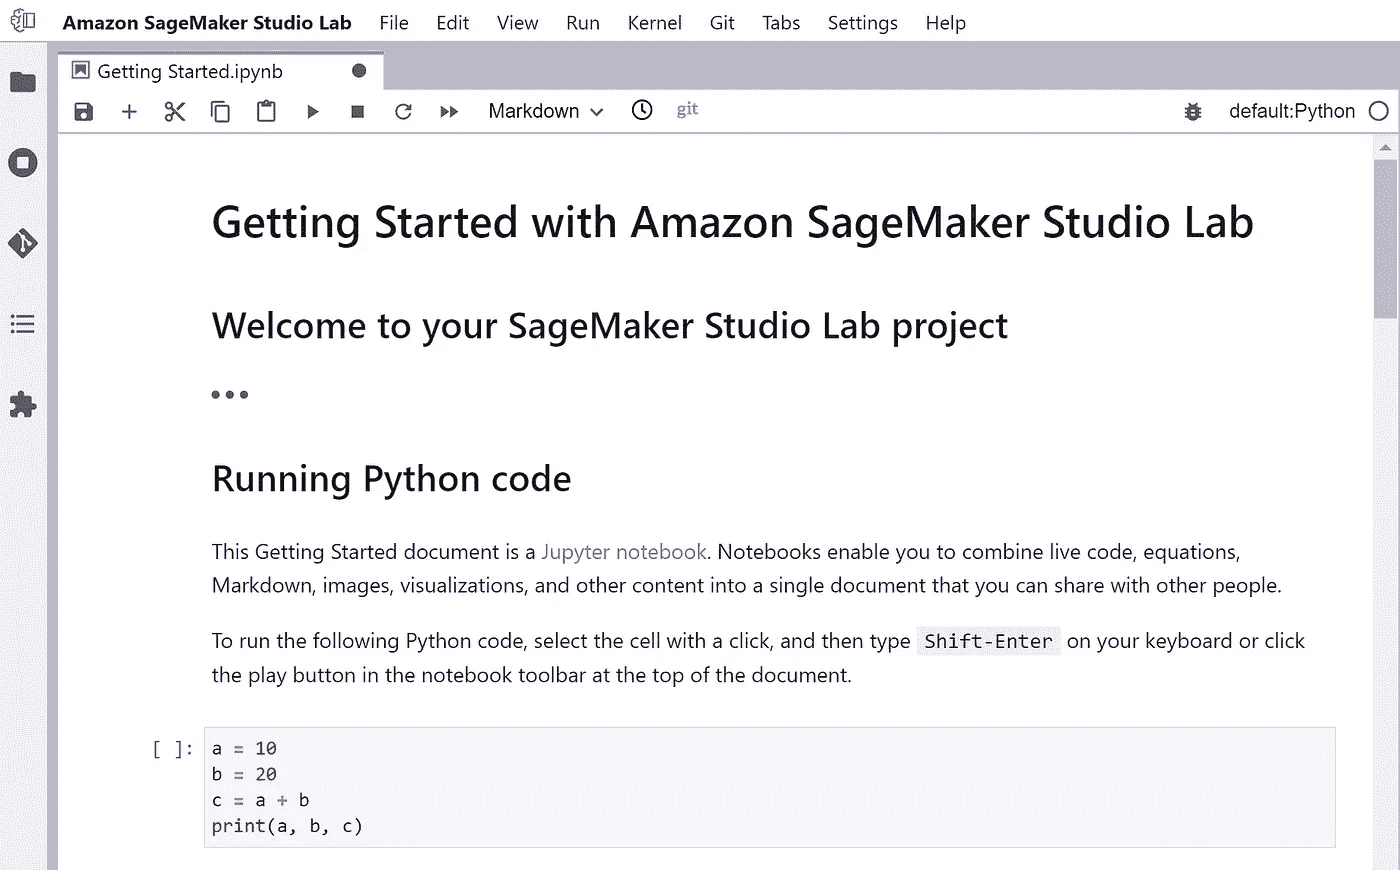 Amazon SageMaker Studio Lab File Edit View Run Kernel Git Tabs Settings Help
Getting Started.ipynb
Markdown git default:Python
Getting Started with Amazon SageMaker Studio Lab
Welcome to your SageMaker Studio Lab project
Running Python code
This Getting Started document is a Jupyter notebook. Notebooks enable you to combine live code, equations,
Markdown, images, visualizations, and other content into a single document that you can share with other people.
To run the following Python code, select the cell with a click, and then type Shift-Enter on your keyboard or click
the play button in the notebook toolbar at the top of the document.
[ ]: a = 10
b = 20
c = a + b
print(a, b, c)